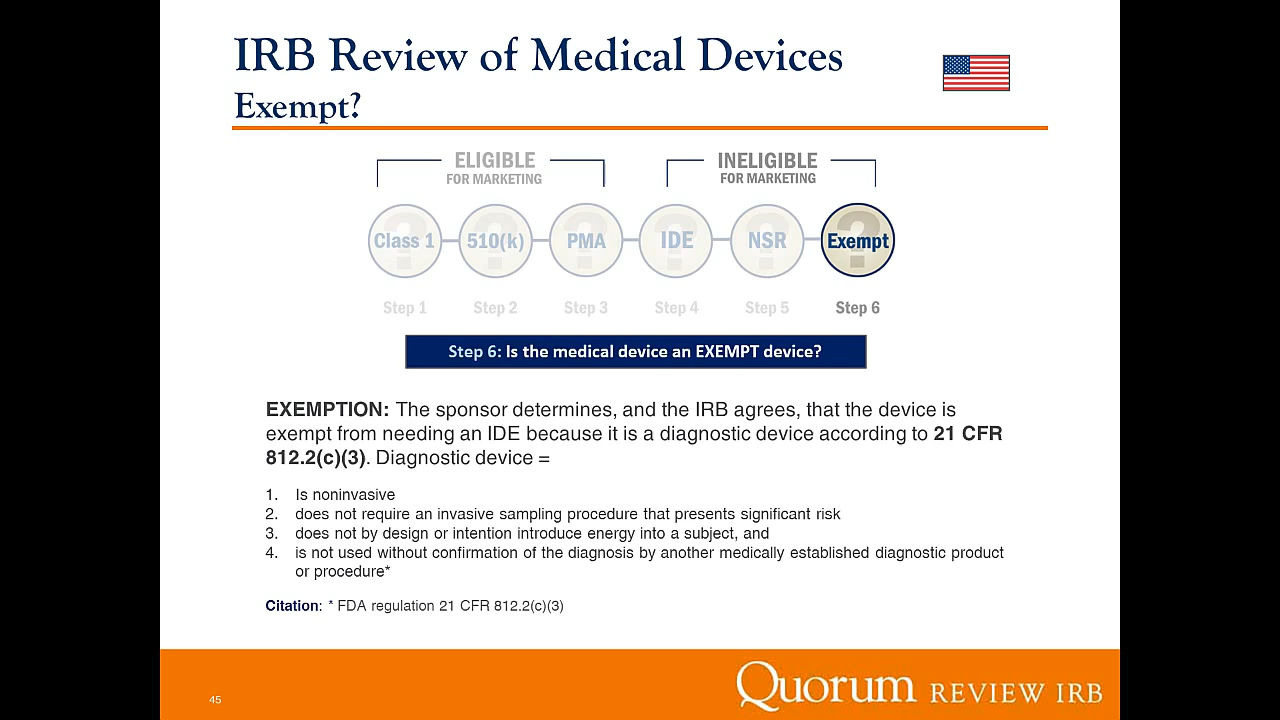 IRB Review of Medical Devices
Exempt?
ELIGIBLE
FOR MARKETING
INELIGIBLE
FOR MARKETING
? ? ? ? ? ?
Class 1 510(k) PMA IDE NSR Exempt
Step 1 Step 2 Step 3 Step 4 Step 5 Step 6
Step 6: Is the medical device an EXEMPT device?
EXEMPTION: The sponsor determines, and the IRB agrees, that the device is
exempt from needing an IDE because it is a diagnostic device according to 21 CFR
812.2(c)(3). Diagnostic device =
1. Is noninvasive
2. does not require an invasive sampling procedure that presents significant risk
3. does not by design or intention introduce energy into a subject, and
4. is not used without confirmation of the diagnosis by another medically established diagnostic product
or procedure*
Citation: * FDA regulation 21 CFR 812.2(c)(3)
45
Quorum REVIEW IRB